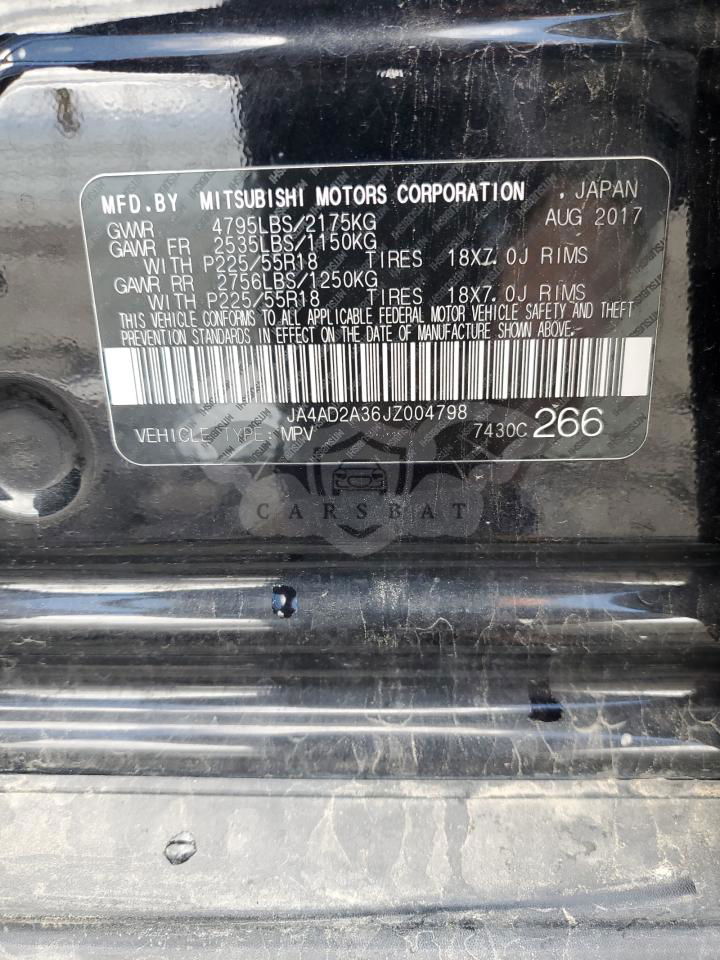 MFD.BY MITSUBISHI MOTORS CORPORATION , JAPAN
GVWR 4795LBS/2175KG AUG 2017
GAWR FR 2535LBS/1150KG
WITH P225/55R18 TIRES 18X7.0J RIMS
GAWR RR 2756LBS/1250KG
WITH P225/55R18 TIRES 18X7.0J RIMS
THIS VEHICLE CONFORMS TO ALL APPLICABLE FEDERAL MOTOR VEHICLE SAFETY AND THEFT
PREVENTION STANDARDS IN EFFECT ON THE DATE OF MANUFACTURE SHOWN ABOVE.
JA4AD2A36JZ004798
VEHICLE TYPE:MPV 7430C 266
CARSBAT